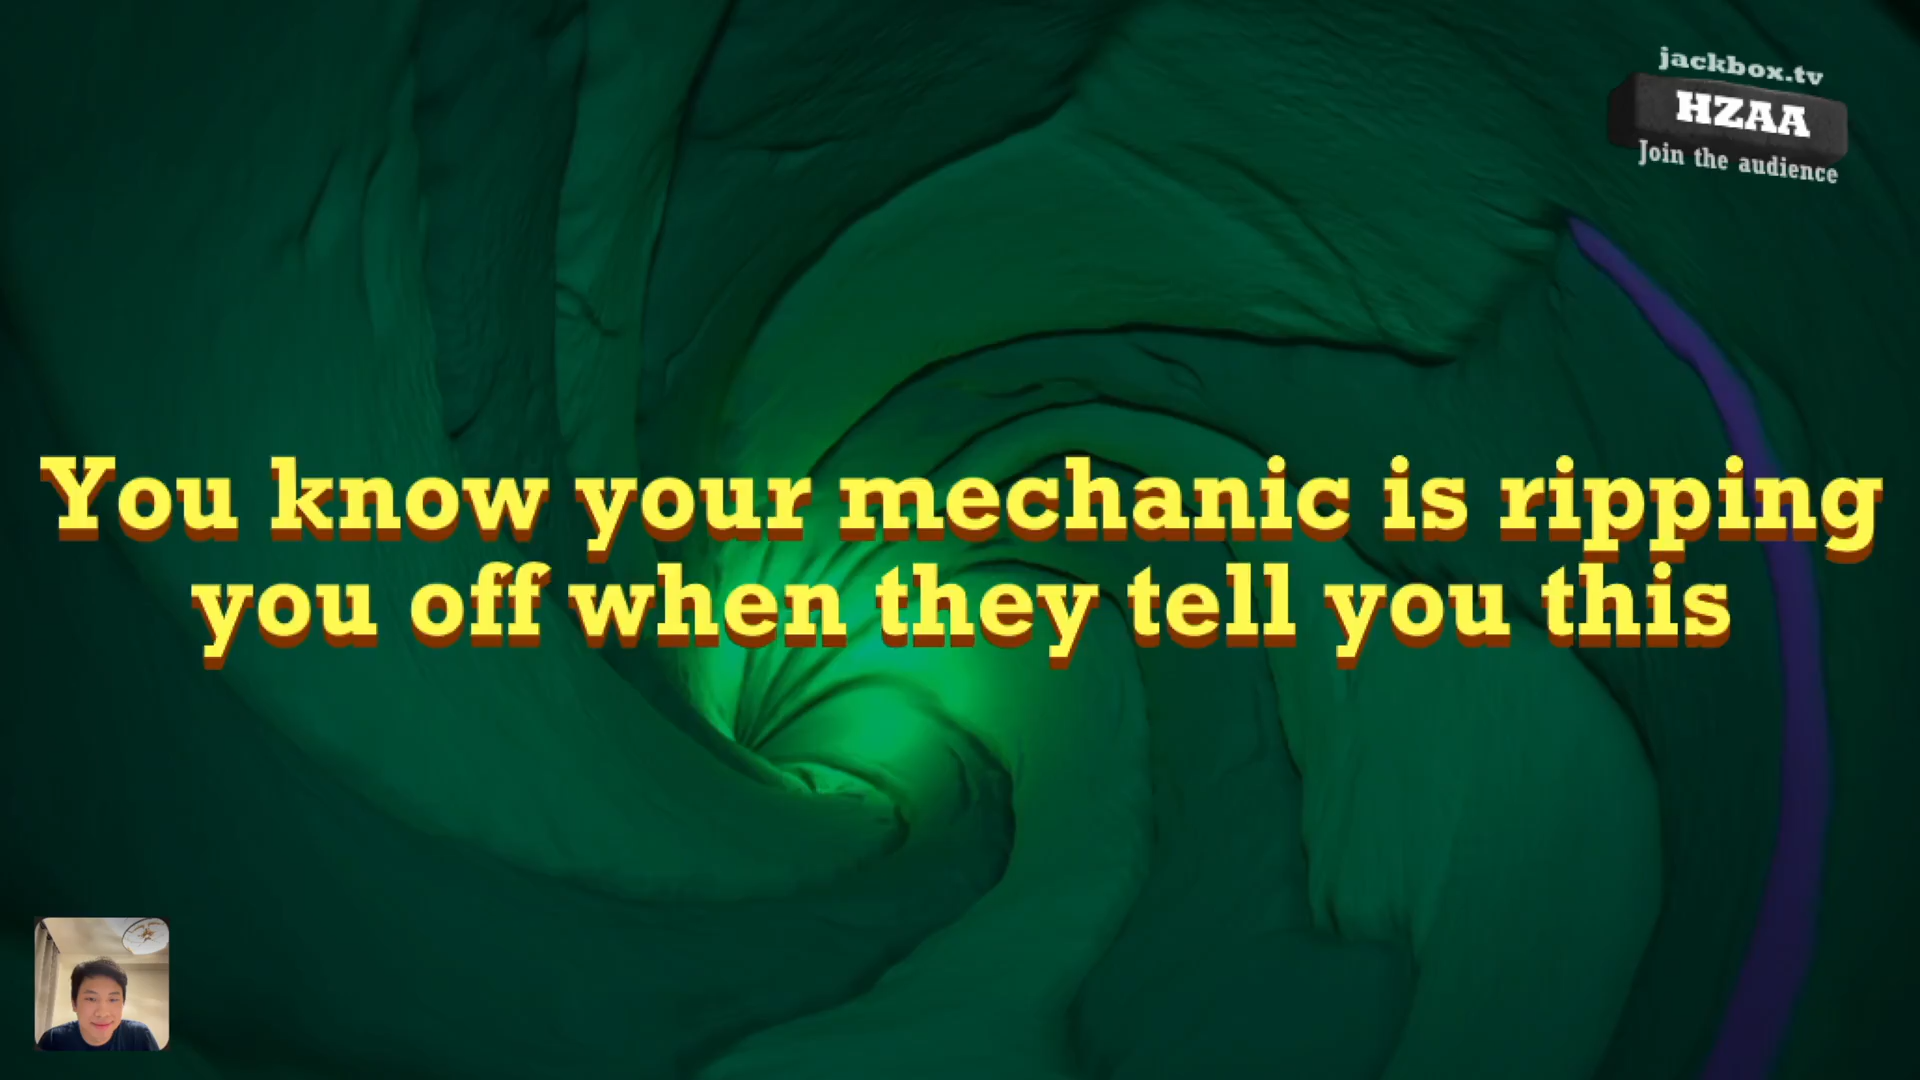 jackbox.tv
HZAA
Join the audience
You know your mechanic is ripping
you off when they tell you this